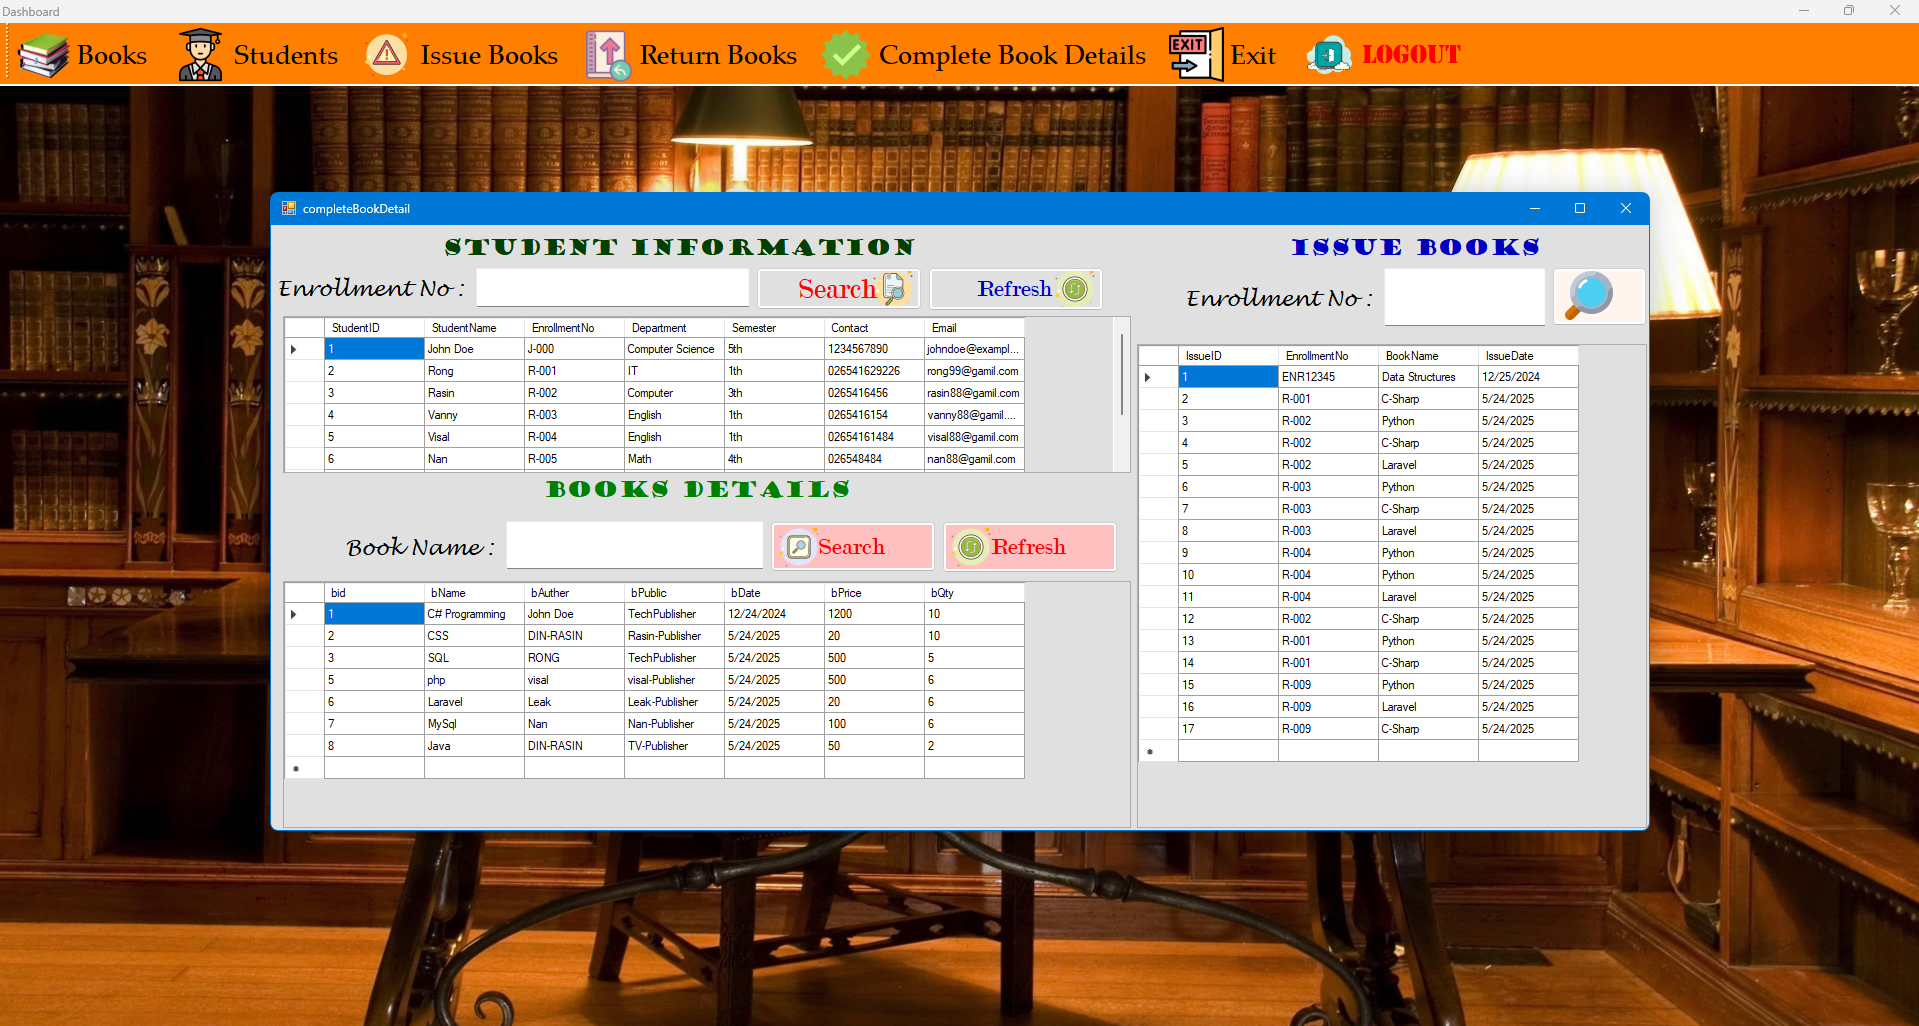 Dashboard
Books Students Issue Books Return Books Complete Book Details EXIT Exit LOGOUT
completeBookDetail
STUDENT INFORMATION
Enrollment No : Search Refresh
StudentID StudentName EnrollmentNo Department Semester Contact Email
1 John Doe J-000 Computer Science 5th 1234567890 johndoe@exampl...
2 Rong R-001 IT 1th 026541629226 rong99@gamil.com
3 Rasin R-002 Computer 3th 0265416456 rasin88@gamil.com
4 Vanny R-003 English 1th 0265416154 vanny88@gamil....
5 Visal R-004 English 1th 02654161484 visal88@gamil.com
6 Nan R-005 Math 4th 026548484 nan88@gamil.com
BOOKS DETAILS
Book Name : Search Refresh
bid bName bAuther bPublic bDate bPrice bQty
1 C# Programming John Doe TechPublisher 12/24/2024 1200 10
2 CSS DIN-RASIN Rasin-Publisher 5/24/2025 20 10
3 SQL RONG TechPublisher 5/24/2025 500 5
5 php visal visal-Publisher 5/24/2025 500 6
6 Laravel Leak Leak-Publisher 5/24/2025 20 6
7 MySql Nan Nan-Publisher 5/24/2025 100 6
8 Java DIN-RASIN TV-Publisher 5/24/2025 50 2
ISSUE BOOKS
Enrollment No :
IssueID EnrollmentNo BookName IssueDate
1 ENR12345 Data Structures 12/25/2024
2 R-001 C-Sharp 5/24/2025
3 R-002 Python 5/24/2025
4 R-002 C-Sharp 5/24/2025
5 R-002 Laravel 5/24/2025
6 R-003 Python 5/24/2025
7 R-003 C-Sharp 5/24/2025
8 R-003 Laravel 5/24/2025
9 R-004 Python 5/24/2025
10 R-004 Python 5/24/2025
11 R-004 Laravel 5/24/2025
12 R-002 C-Sharp 5/24/2025
13 R-001 Python 5/24/2025
14 R-001 C-Sharp 5/24/2025
15 R-009 Python 5/24/2025
16 R-009 Laravel 5/24/2025
17 R-009 C-Sharp 5/24/2025